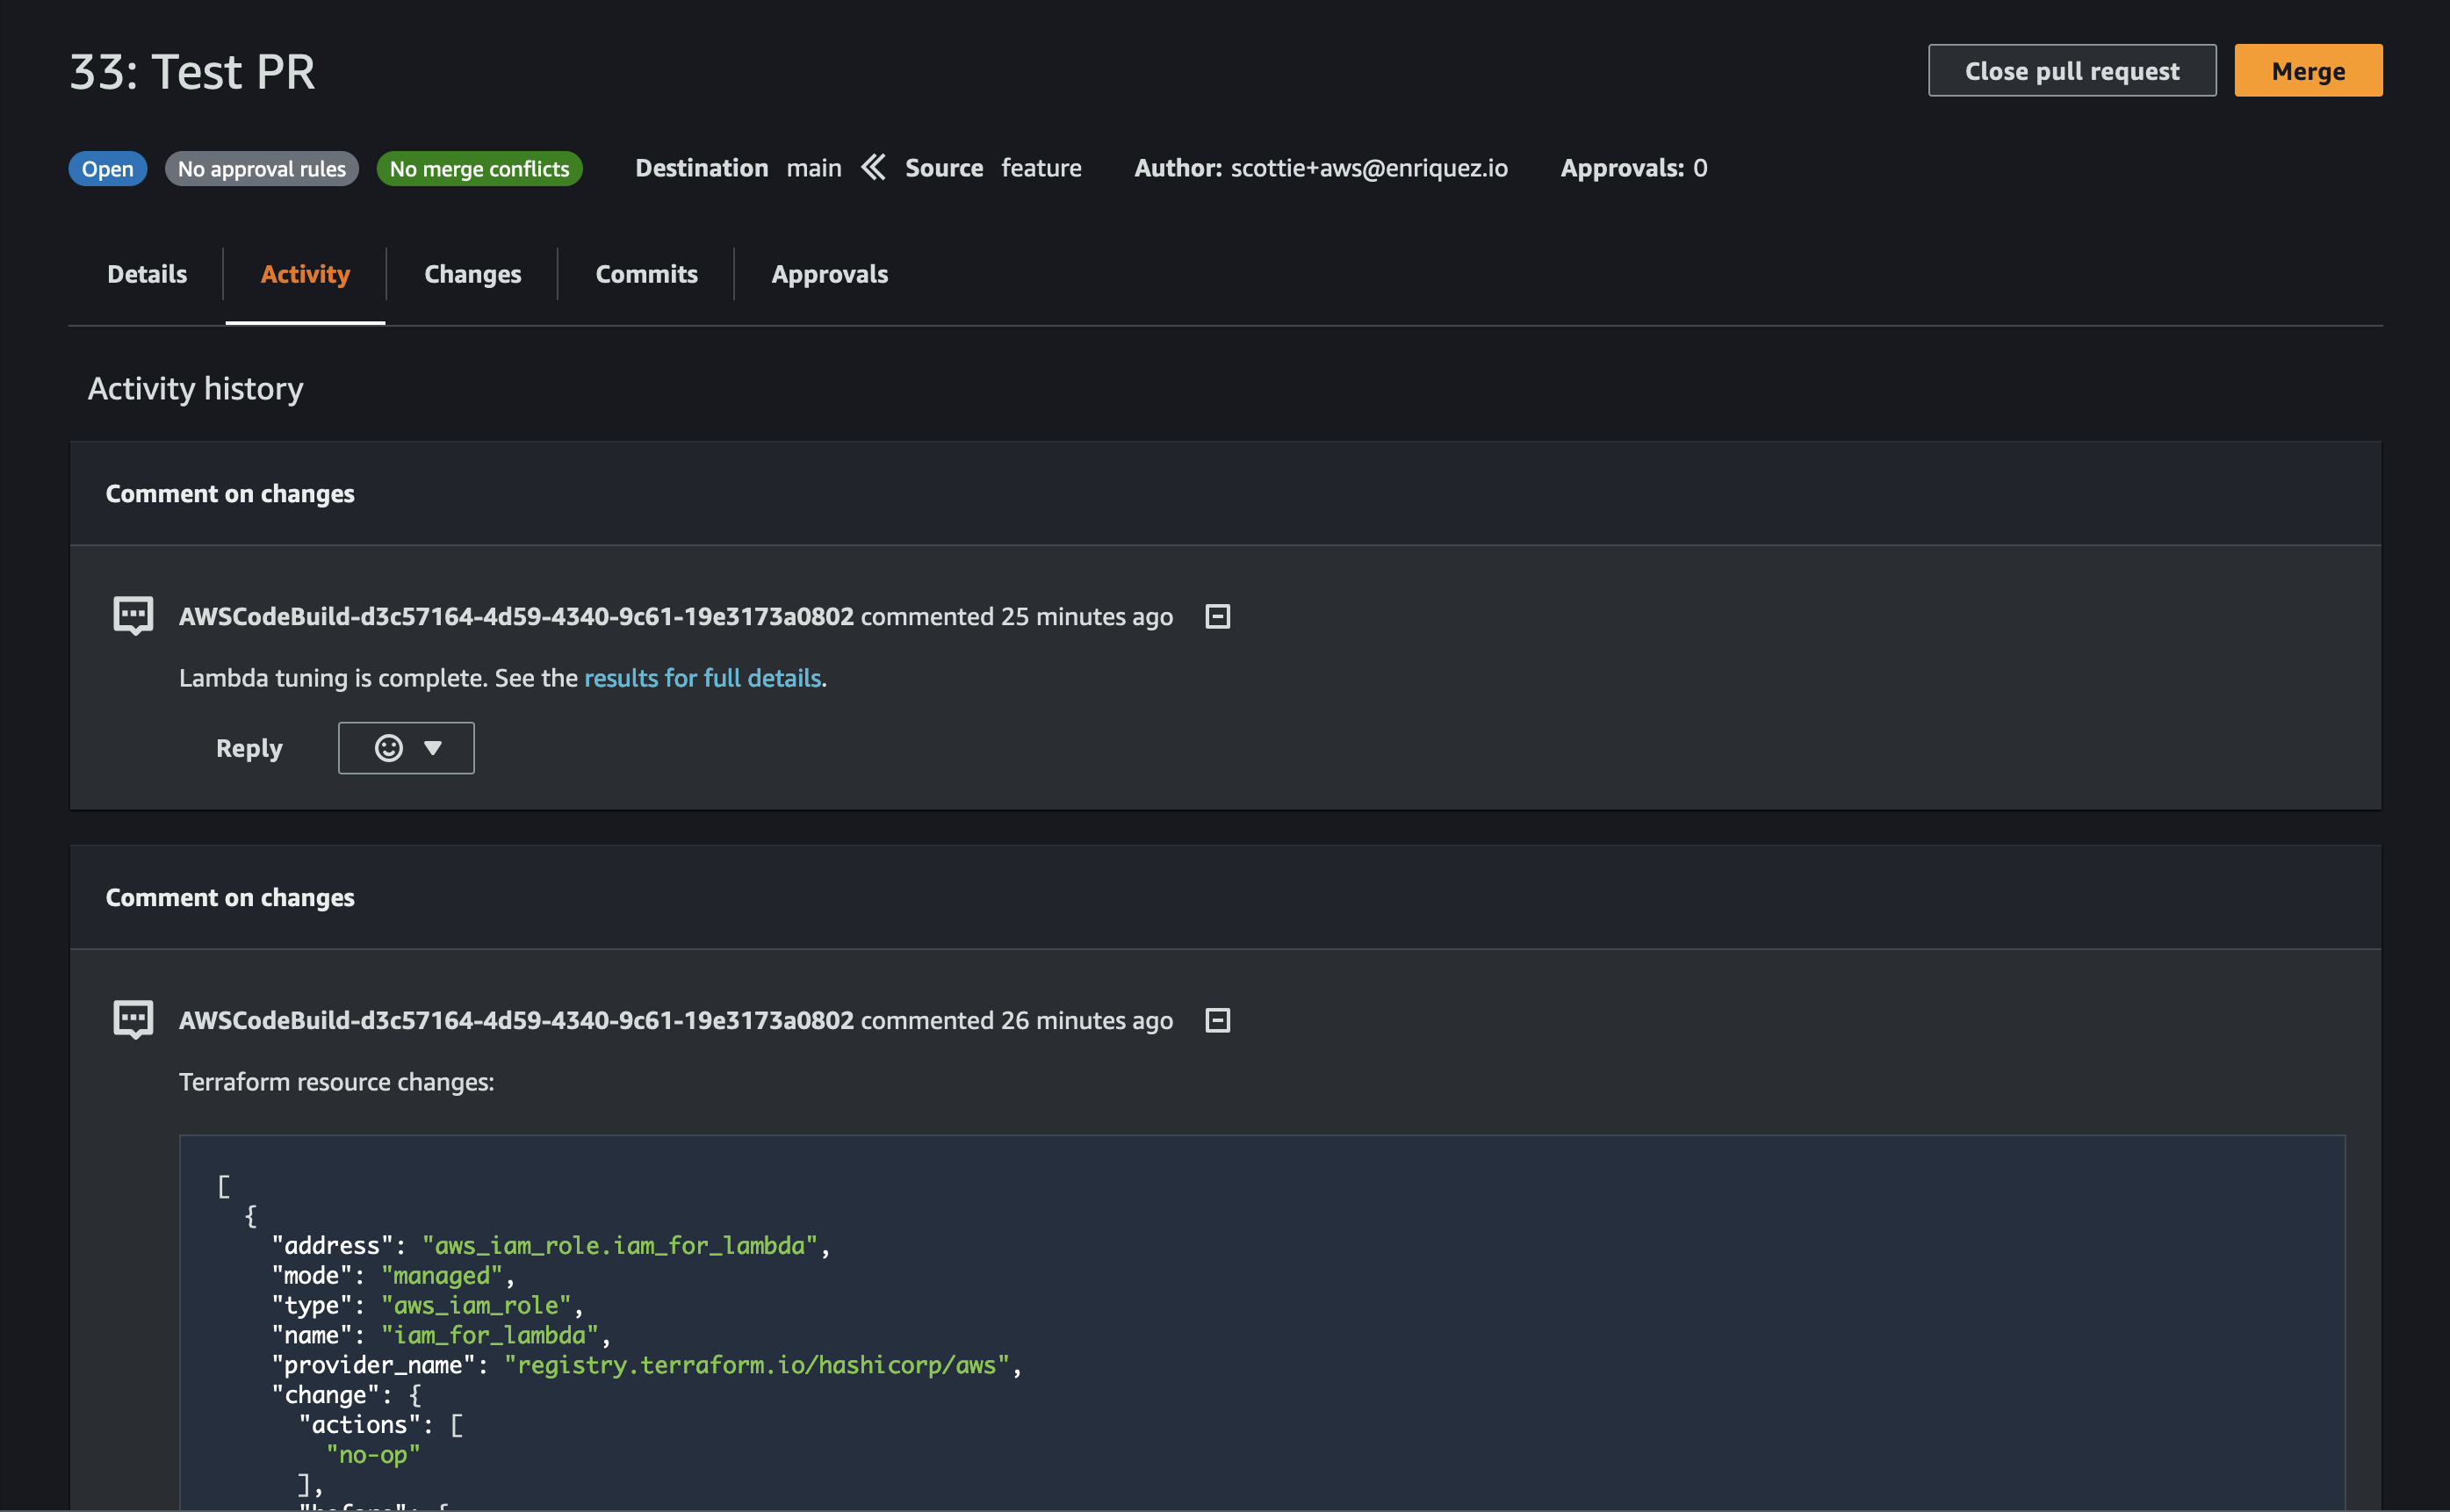 33: Test PR
Close pull request
Merge
Open
No approval rules
No merge conflicts
Destination main Source feature
Author: scottie+aws@enriquez.io
Approvals: 0
Details
Activity
Changes
Commits
Approvals
Activity history
Comment on changes
AWSCodeBuild-d3c57164-4d59-4340-9c61-19e3173a0802 commented 25 minutes ago
Lambda tuning is complete. See the results for full details.
Reply
Comment on changes
AWSCodeBuild-d3c57164-4d59-4340-9c61-19e3173a0802 commented 26 minutes ago
Terraform resource changes:
[
{
"address": "aws_iam_role.iam_for_lambda",
"mode": "managed",
"type": "aws_iam_role",
"name": "iam_for_lambda",
"provider_name": "registry.terraform.io/hashicorp/aws",
"change": {
"actions": [
"no-op"
],